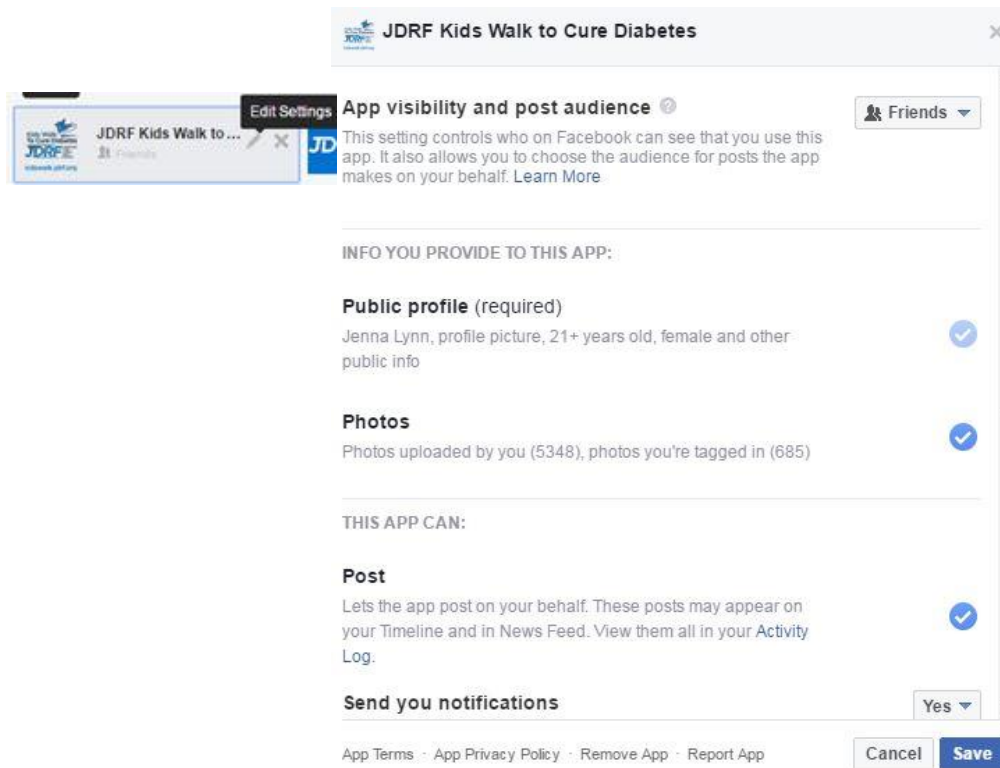 JDRF Kids Walk to Cure Diabetes
Edit Settings
JDRF Kids Walk to ...
Friends
JDRF
JD
App visibility and post audience
Friends
This setting controls who on Facebook can see that you use this
app. It also allows you to choose the audience for posts the app
makes on your behalf. Learn More
INFO YOU PROVIDE TO THIS APP:
Public profile (required)
Jenna Lynn, profile picture, 21+ years old, female and other
public info
Photos
Photos uploaded by you (5348), photos you're tagged in (685)
THIS APP CAN:
Post
Lets the app post on your behalf. These posts may appear on
your Timeline and in News Feed. View them all in your Activity
Log.
Send you notifications
Yes
App Terms · App Privacy Policy · Remove App · Report App
Cancel
Save